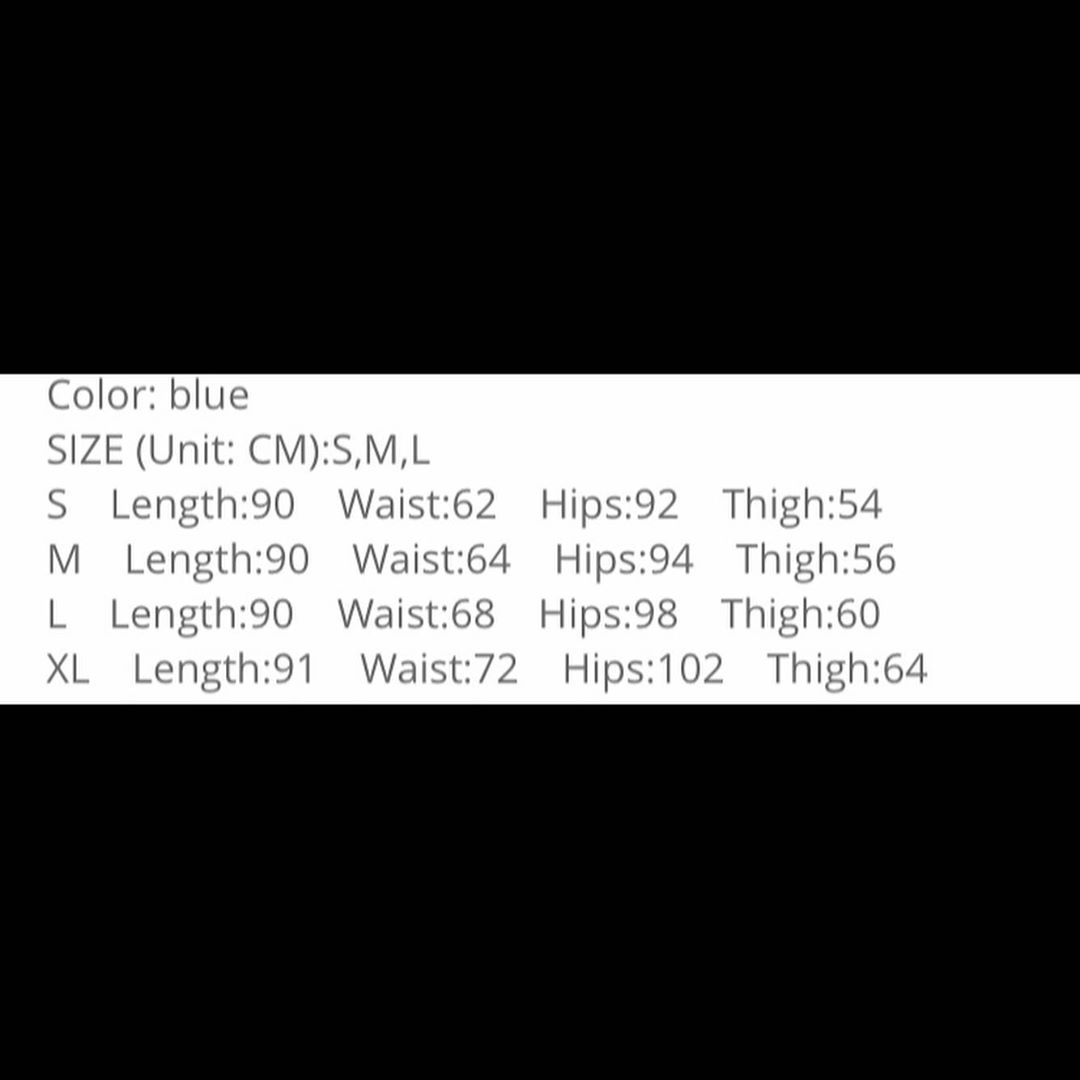 Color: blue
SIZE (Unit: CM):S,M,L
S Length:90 Waist:62 Hips:92 Thigh:54
M Length:90 Waist:64 Hips:94 Thigh:56
L Length:90 Waist:68 Hips:98 Thigh:60
XL Length:91 Waist:72 Hips:102 Thigh:64